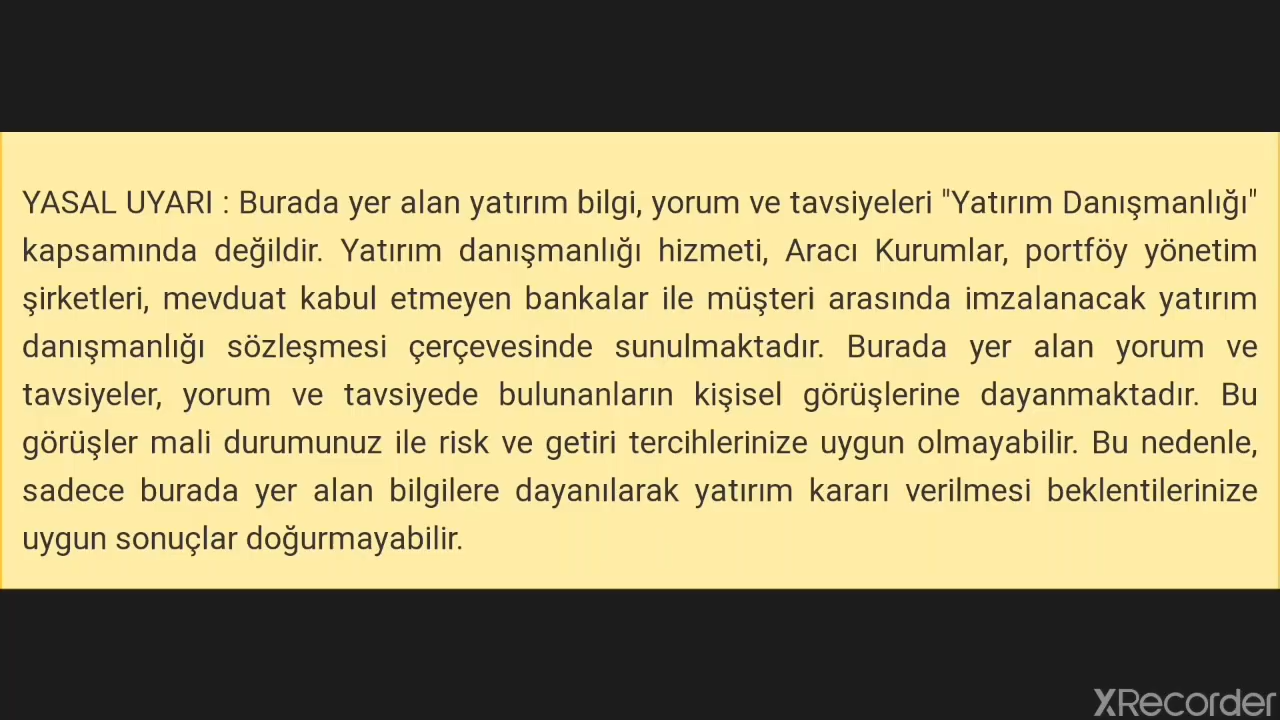 YASAL UYARI : Burada yer alan yatırım bilgi, yorum ve tavsiyeleri "Yatırım Danışmanlığı"
kapsamında değildir. Yatırım danışmanlığı hizmeti, Aracı Kurumlar, portföy yönetim
şirketleri, mevduat kabul etmeyen bankalar ile müşteri arasında imzalanacak yatırım
danışmanlığı sözleşmesi çerçevesinde sunulmaktadır. Burada yer alan yorum ve
tavsiyeler, yorum ve tavsiyede bulunanların kişisel görüşlerine dayanmaktadır. Bu
görüşler mali durumunuz ile risk ve getiri tercihlerinize uygun olmayabilir. Bu nedenle,
sadece burada yer alan bilgilere dayanılarak yatırım kararı verilmesi beklentilerinize
uygun sonuçlar doğurmayabilir.
XRecorder